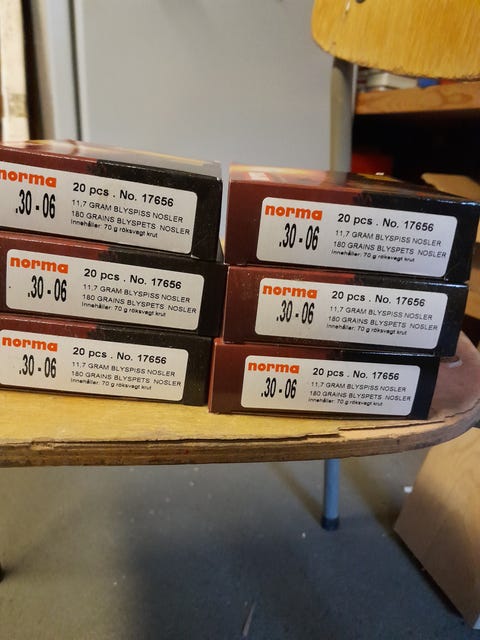 norma
.30 - 06
20 pcs . No. 17656
11,7 GRAM BLYSPISS NOSLER
180 GRAINS BLYSPETS NOSLER
Innehåller: 70 g röksvagt krut
norma
.30 - 06
20 pcs . No. 17656
11,7 GRAM BLYSPISS NOSLER
180 GRAINS BLYSPETS NOSLER
Innehåller: 70 g röksvagt krut
norma
.30 - 06
20 pcs . No. 17656
11,7 GRAM BLYSPISS NOSLER
180 GRAINS BLYSPETS NOSLER
Innehåller: 70 g röksvagt krut
norma
.30 - 06
20 pcs . No. 17656
11,7 GRAM BLYSPISS NOSLER
180 GRAINS BLYSPETS NOSLER
Innehåller: 70 g röksvagt krut
norma
.30 - 06
20 pcs . No. 17656
11,7 GRAM BLYSPISS NOSLER
180 GRAINS BLYSPETS NOSLER
Innehåller: 70 g röksvagt krut
norma
.30 - 06
20 pcs . No. 17656
11,7 GRAM BLYSPISS NOSLER
180 GRAINS BLYSPETS NOSLER
Innehåller: 70 g röksvagt krut